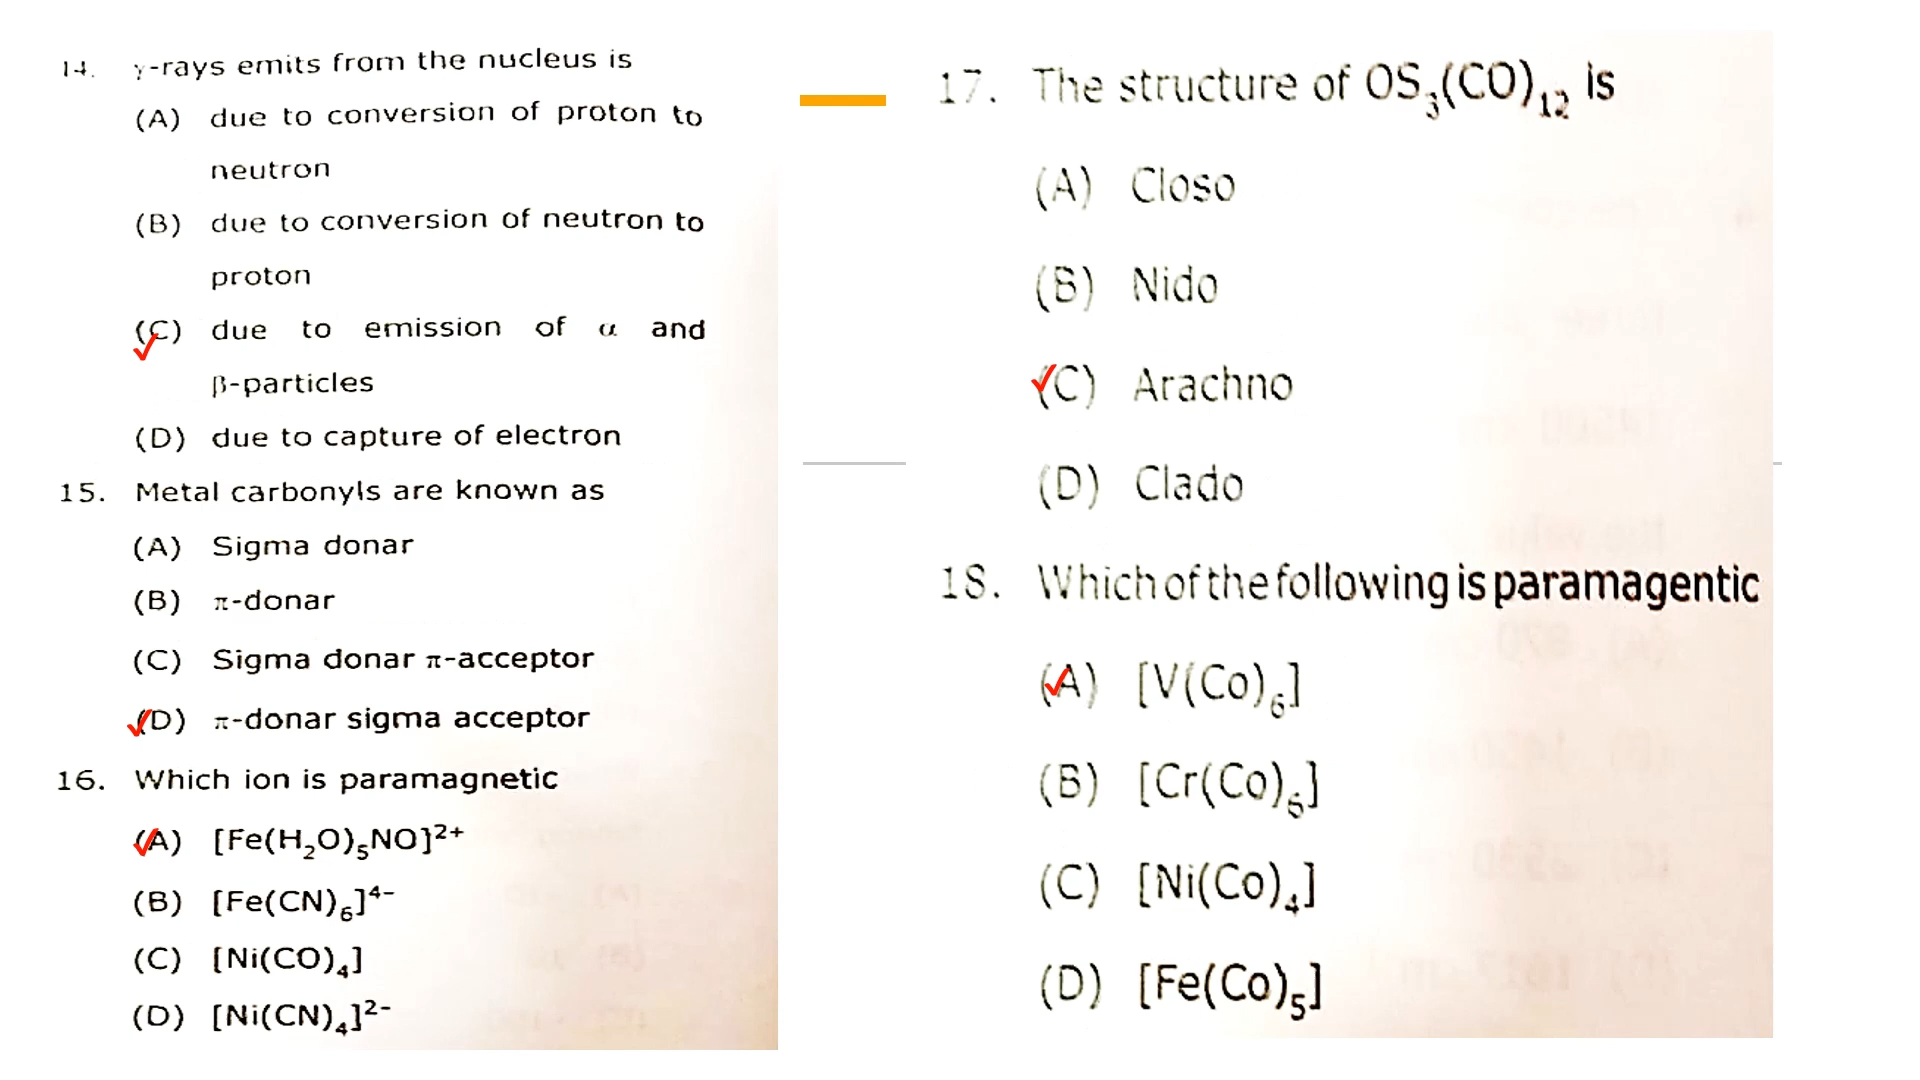 14. γ-rays emits from the nucleus is
(A) due to conversion of proton to
neutron
(B) due to conversion of neutron to
proton
(C) due to emission of α and
β-particles
(D) due to capture of electron
15. Metal carbonyls are known as
(A) Sigma donar
(B) π-donar
(C) Sigma donar π-acceptor
(D) π-donar sigma acceptor
16. Which ion is paramagnetic
(A) [Fe(H₂O)₅NO]²⁺
(B) [Fe(CN)₆]⁴⁻
(C) [Ni(CO)₄]
(D) [Ni(CN)₄]²⁻
17. The structure of OS₃(CO)₁₂ is
(A) Closo
(B) Nido
(C) Arachno
(D) Clado
18. Which of the following is paramagentic
(A) [V(Co)₆]
(B) [Cr(Co)₆]
(C) [Ni(Co)₄]
(D) [Fe(Co)₅]